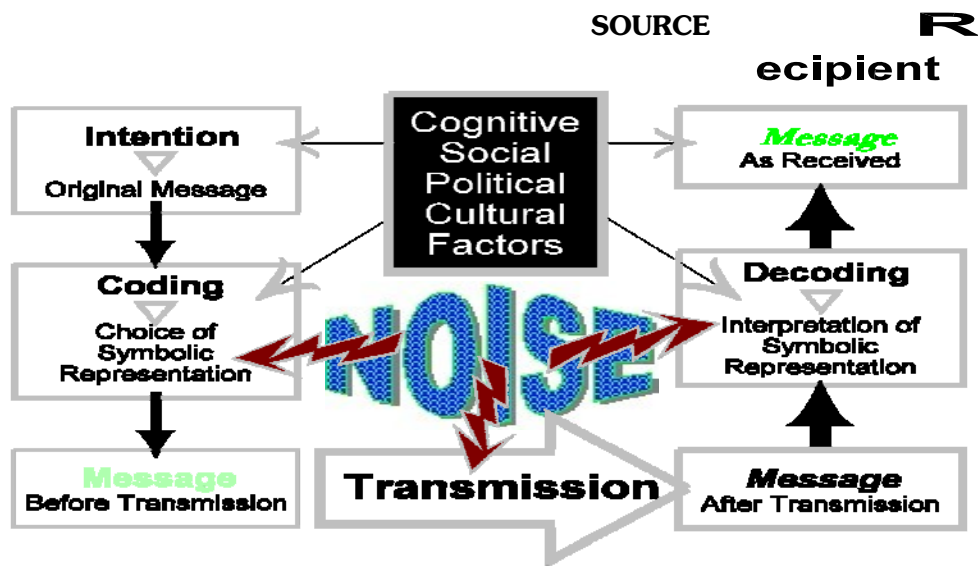 SOURCE R
ecipient
Intention
Original Message
Cognitive
Social
Political
Cultural
Factors
Message
As Received
Coding
Choice of
Symbolic
Representation
NOISE
Decoding
Interpretation of
Symbolic
Representation
Message
Before Transmission
Transmission
Message
After Transmission